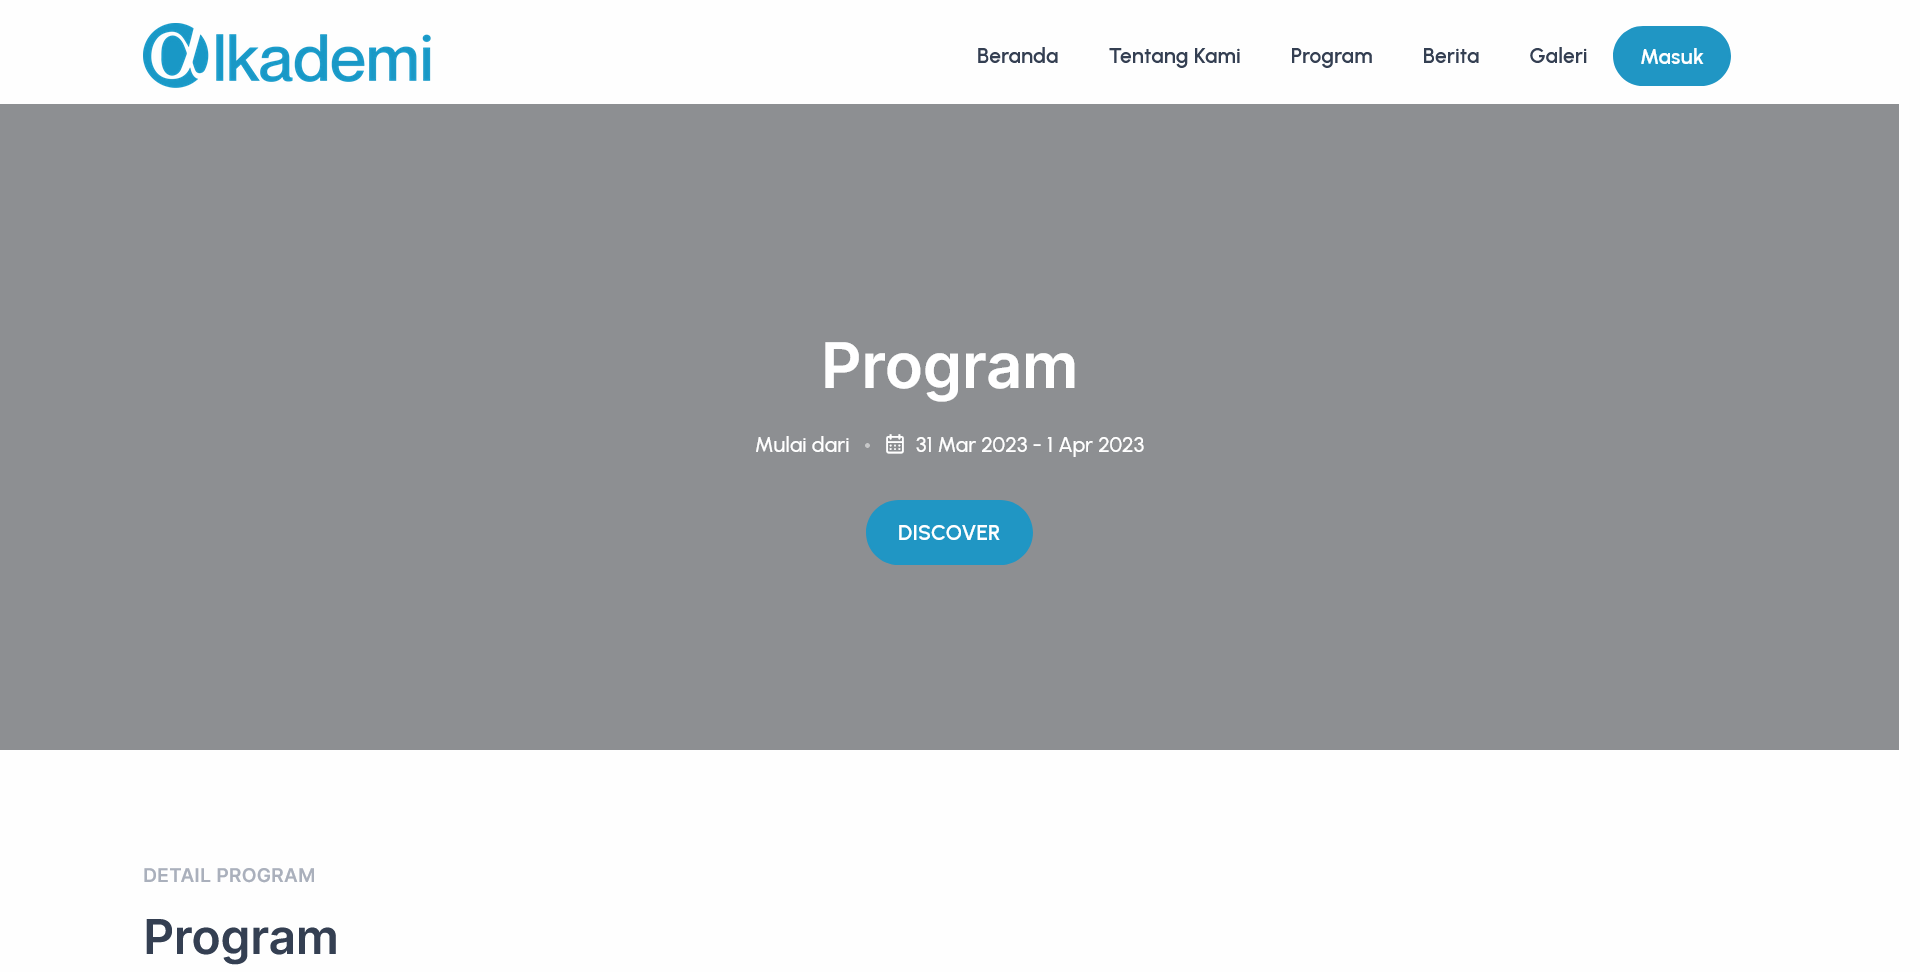 @lkademi
Beranda Tentang Kami Program Berita Galeri Masuk
Program
Mulai dari • 31 Mar 2023 - 1 Apr 2023
DISCOVER
DETAIL PROGRAM
Program